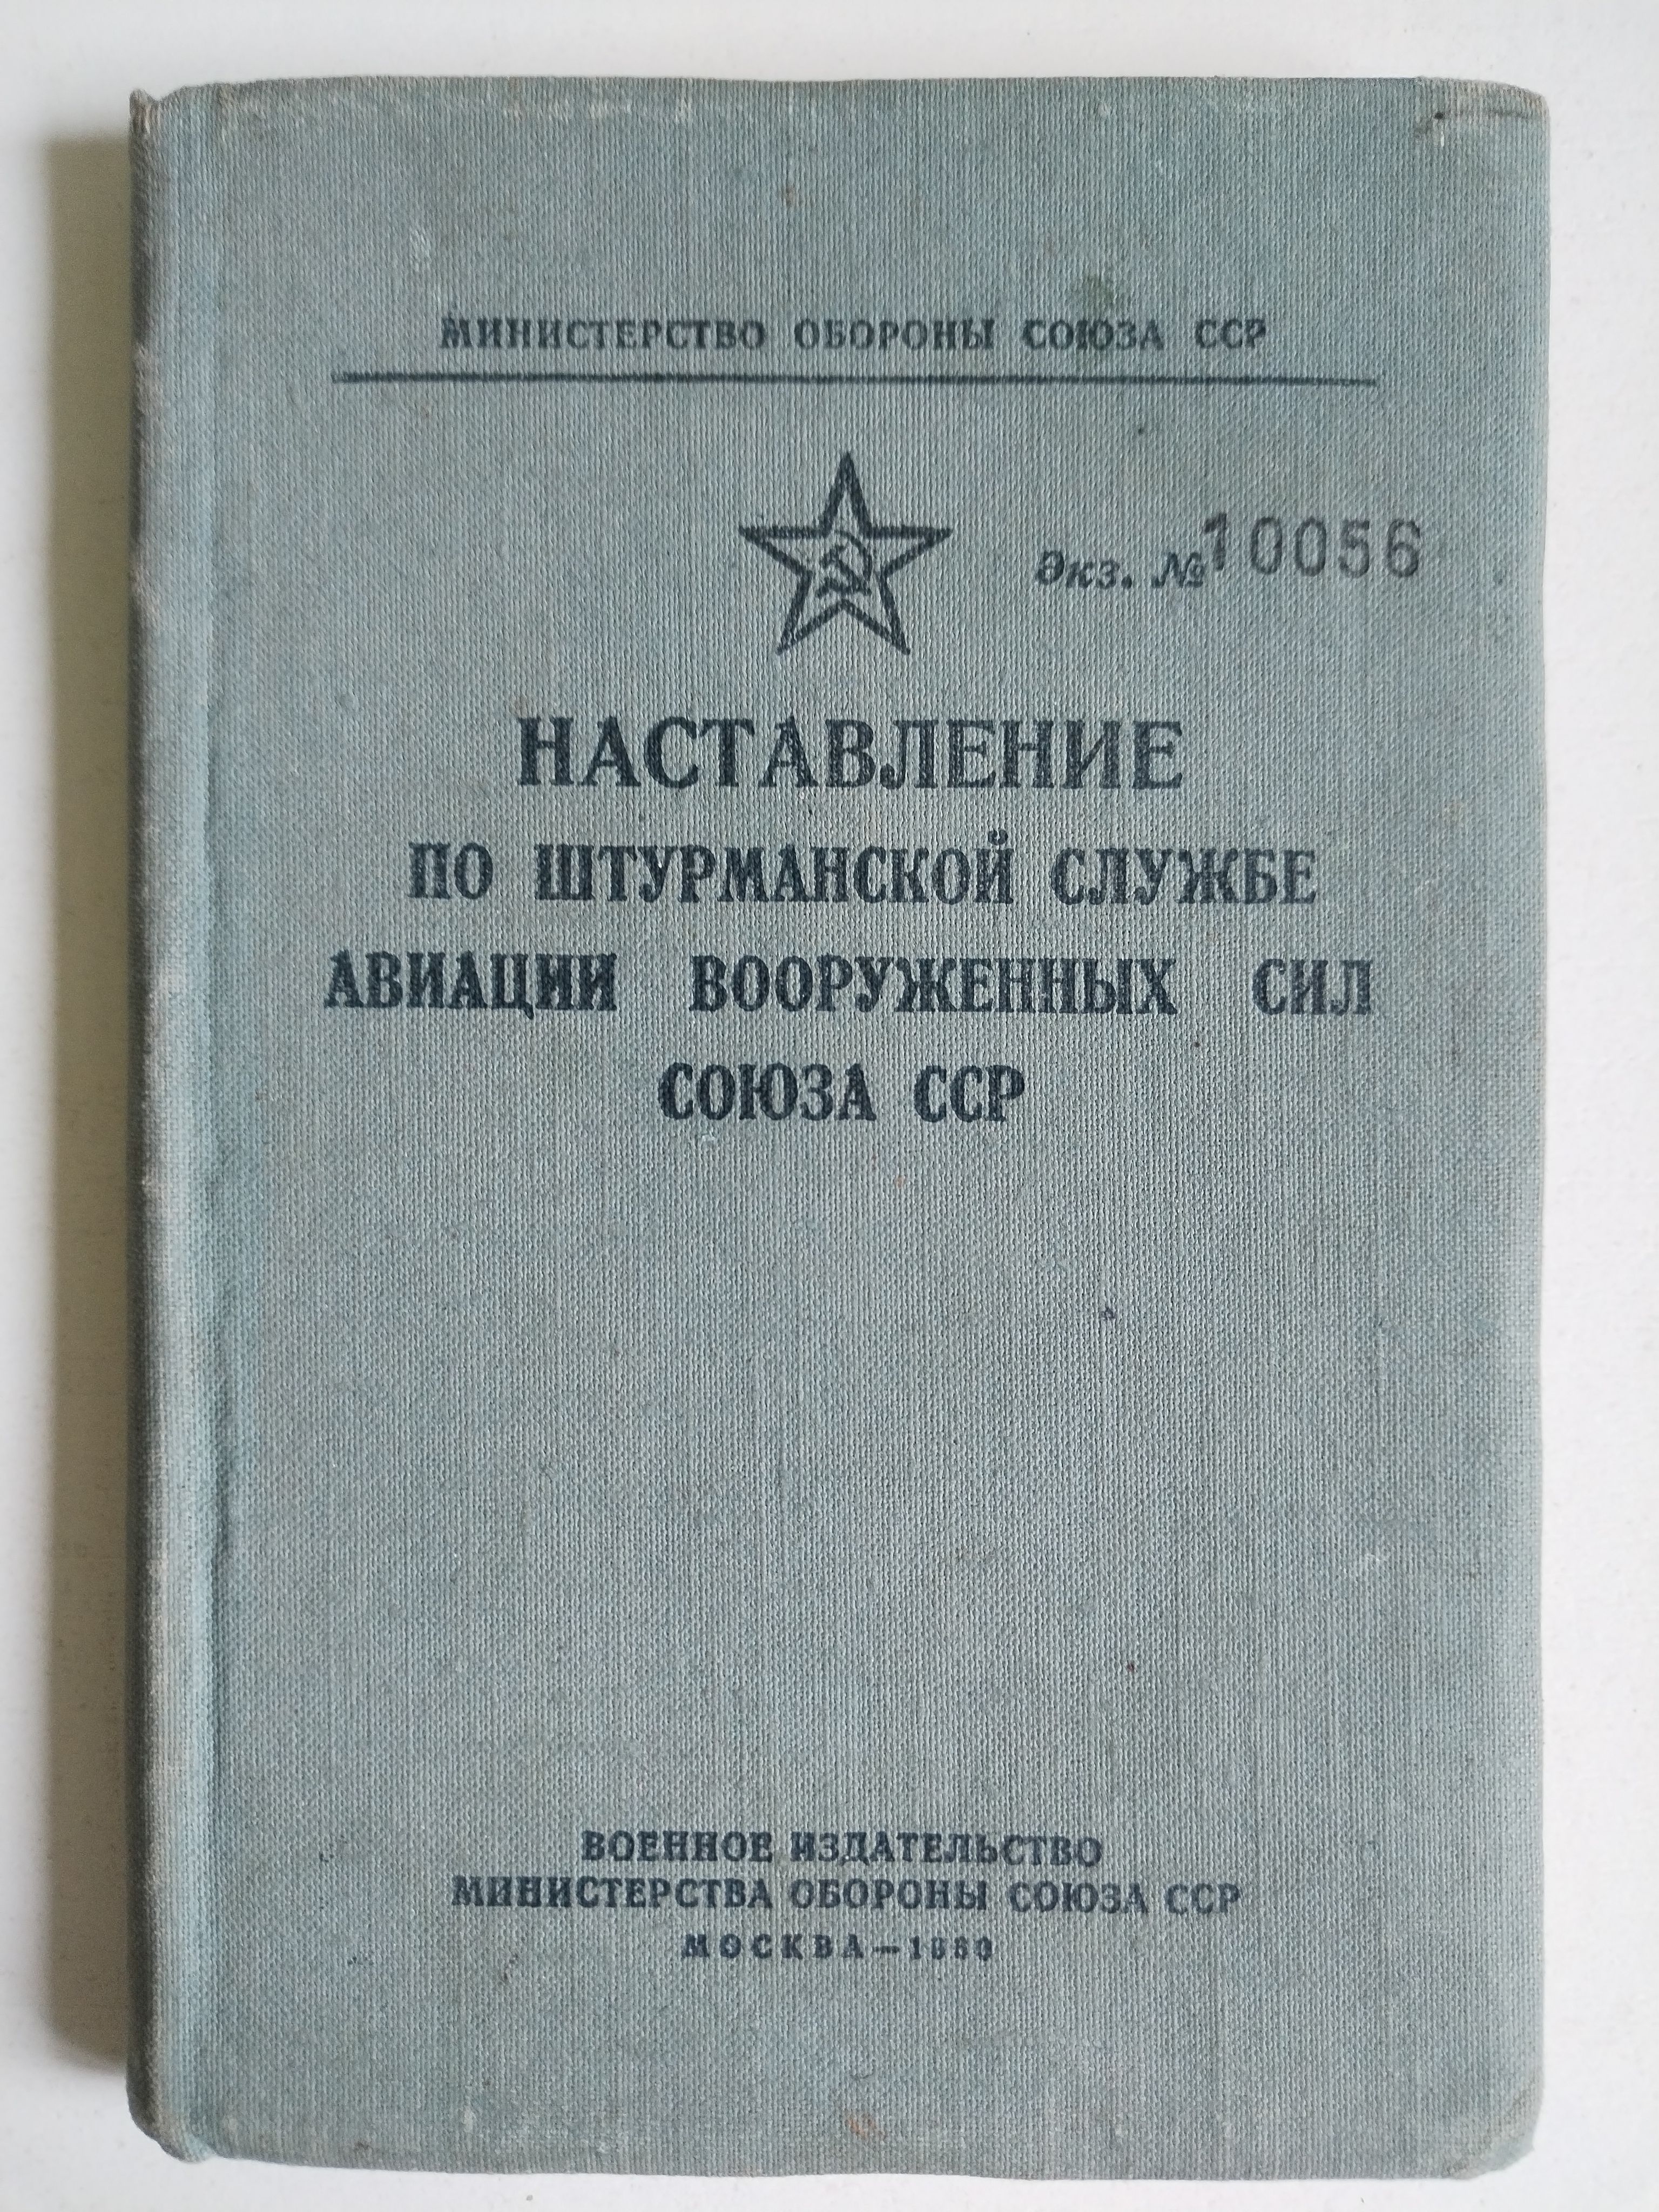 МИНИСТЕРСТВО ОБОРОНЫ СОЮЗА ССР
Экз. № 10056
НАСТАВЛЕНИЕ
ПО ШТУРМАНСКОЙ СЛУЖБЕ
АВИАЦИИ ВООРУЖЕННЫХ СИЛ
СОЮЗА ССР
ВОЕННОЕ ИЗДАТЕЛЬСТВО
МИНИСТЕРСТВА ОБОРОНЫ СОЮЗА ССР
МОСКВА —